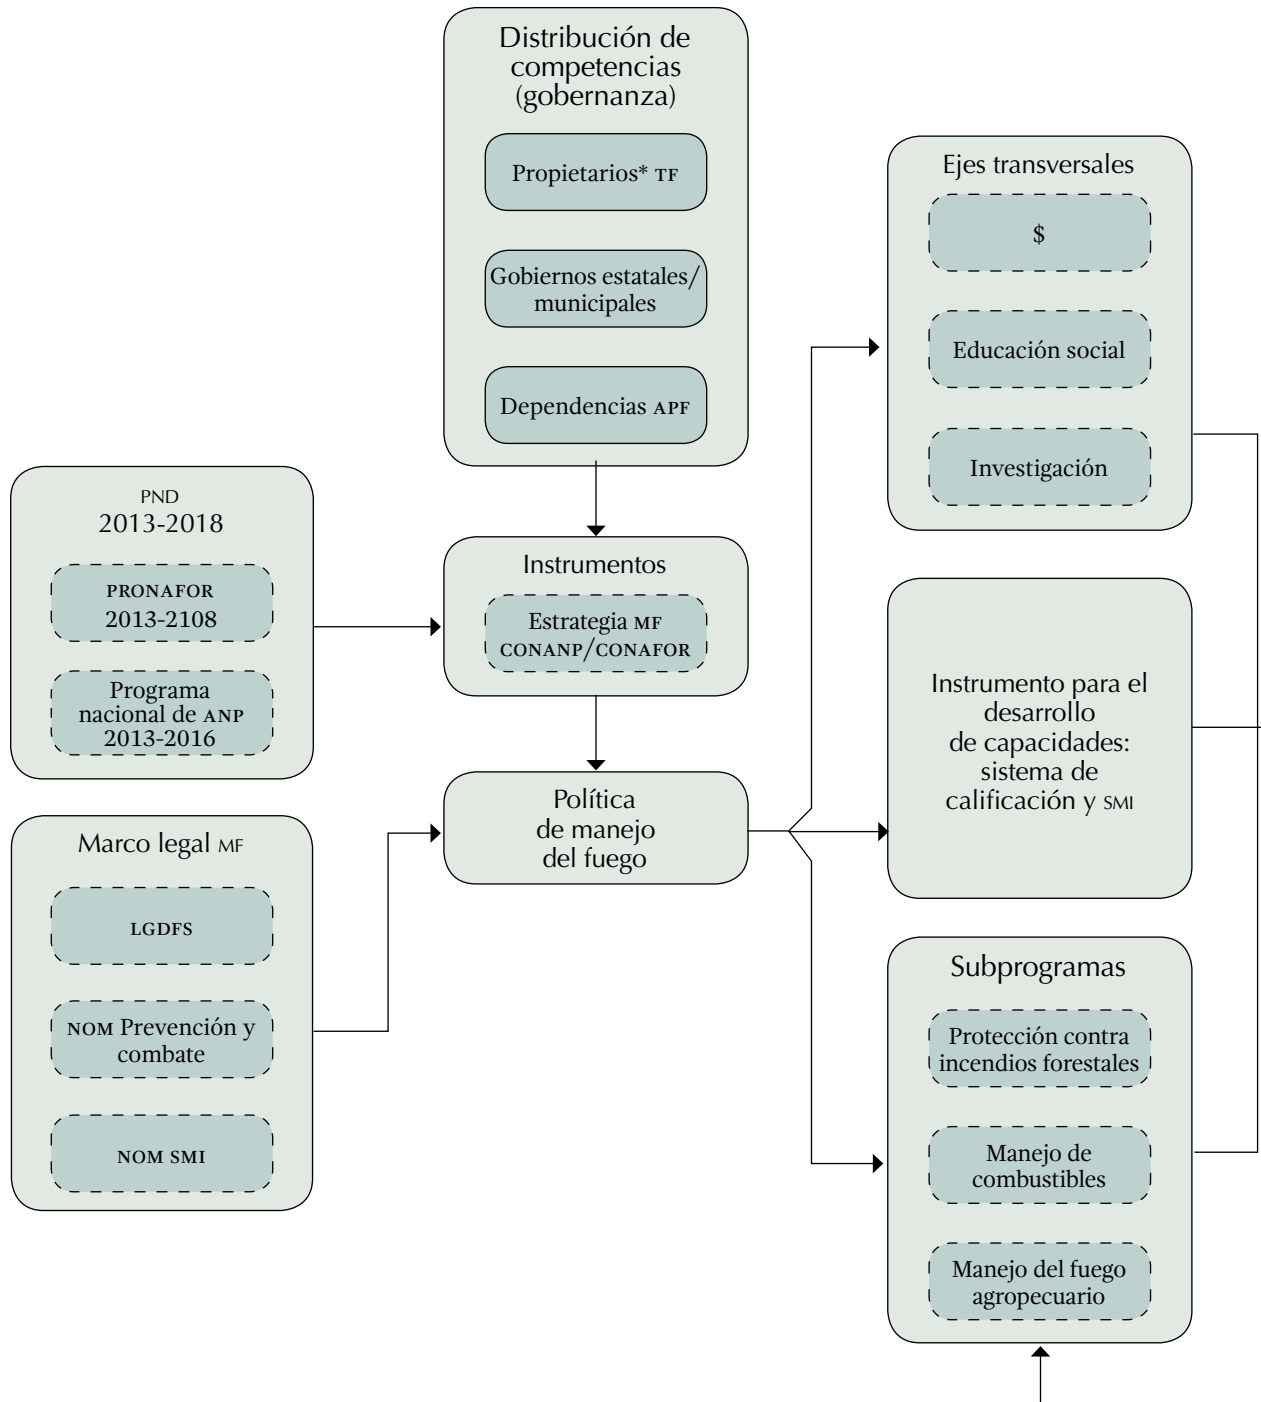 Distribución de
competencias
(gobernanza)
Propietarios* TF
Gobiernos estatales/
municipales
Dependencias APF
PND
2013-2018
PRONAFOR
2013-2108
Programa
nacional de ANP
2013-2016
Instrumentos
Estrategia MF
CONANP/CONAFOR
Marco legal MF
LGDFS
NOM Prevención y
combate
NOM SMI
Política
de manejo
del fuego
Ejes transversales
$
Educación social
Investigación
Instrumento para el
desarrollo
de capacidades:
sistema de
calificación y SMI
Subprogramas
Protección contra
incendios forestales
Manejo de
combustibles
Manejo del fuego
agropecuario